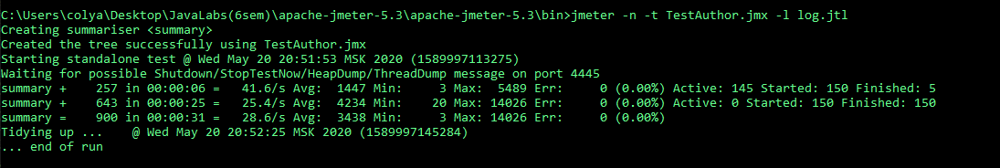 C:\Users\colya\Desktop\JavaLabs(6sem)\apache-jmeter-5.3\apache-jmeter-5.3\bin>jmeter -n -t TestAuthor.jmx -l log.jtl
Creating summariser <summary>
Created the tree successfully using TestAuthor.jmx
Starting standalone test @ Wed May 20 20:51:53 MSK 2020 (1589997113275)
Waiting for possible Shutdown/StopTestNow/HeapDump/ThreadDump message on port 4445
summary +    257 in 00:00:06 =   41.6/s Avg:  1447 Min:     3 Max:  5489 Err:     0 (0.00%) Active: 145 Started: 150 Finished: 5
summary +    643 in 00:00:25 =   25.4/s Avg:  4234 Min:    20 Max: 14026 Err:     0 (0.00%) Active: 0 Started: 150 Finished: 150
summary =    900 in 00:00:31 =   28.6/s Avg:  3438 Min:     3 Max: 14026 Err:     0 (0.00%)
Tidying up ...    @ Wed May 20 20:52:25 MSK 2020 (1589997145284)
... end of run